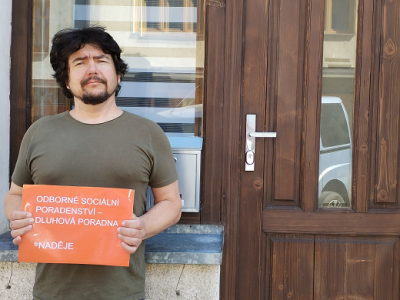 ODBORNÉ SOCIÁLNÍ
PORADENSTVÍ –
DLUHOVÁ PORADNA
#NADĚJE